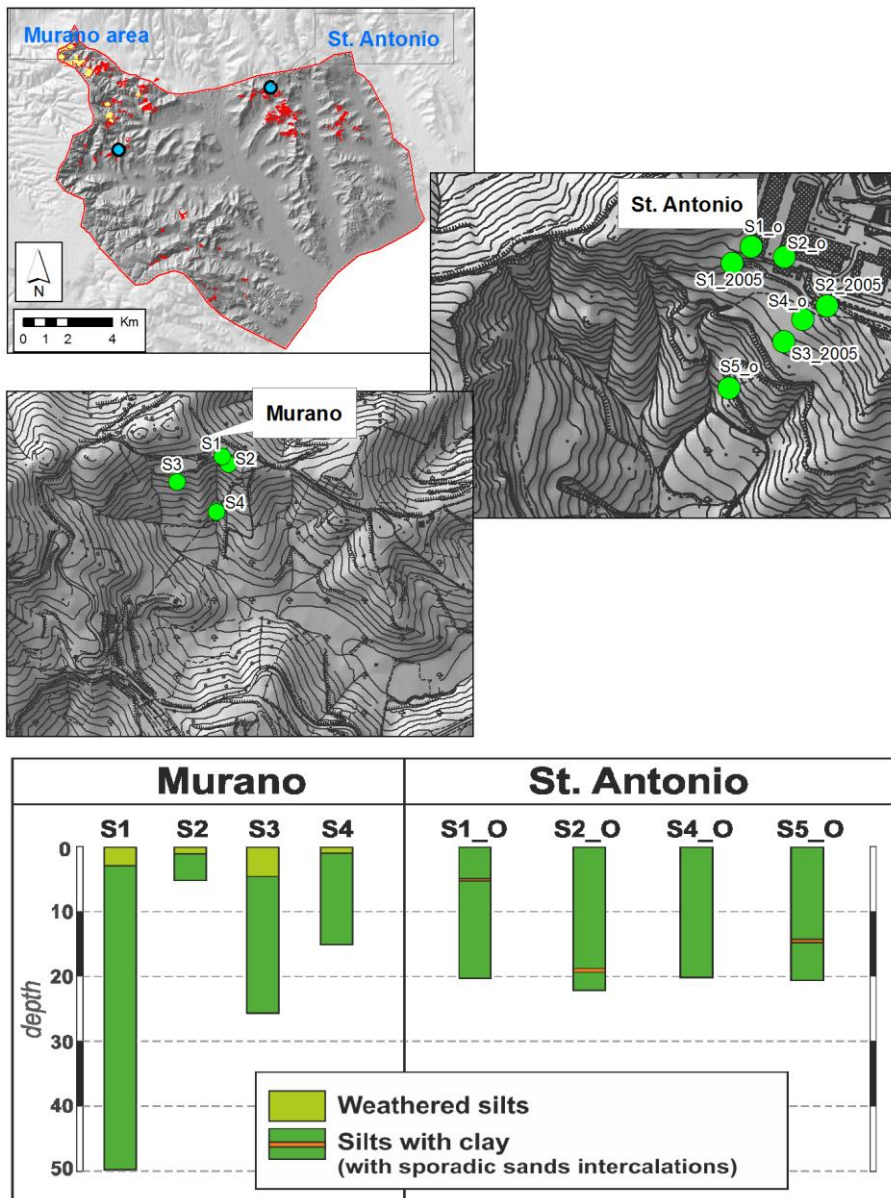 Murano area
St. Antonio
N
0 1 2 4 Km
St. Antonio
S1_o
S2_o
S1_2005
S2_2005
S4_o
S3_2005
S5_o
Murano
S1
S2
S3
S4
Murano
St. Antonio
S1 S2 S3 S4 S1_O S2_O S4_O S5_O
0
10
20
30
40
50
depth
Weathered silts
Silts with clay
(with sporadic sands intercalations)